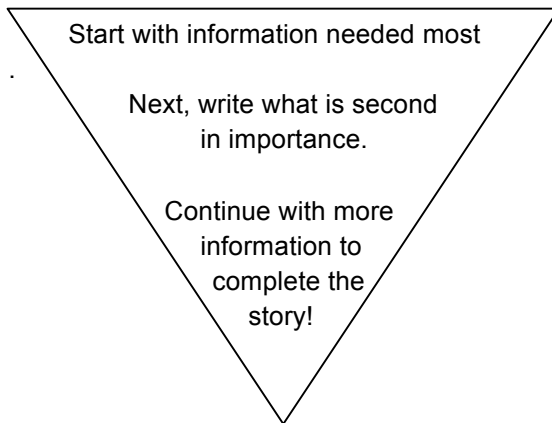 Start with information needed most
.
Next, write what is second
in importance.
Continue with more
information to
complete the
story!